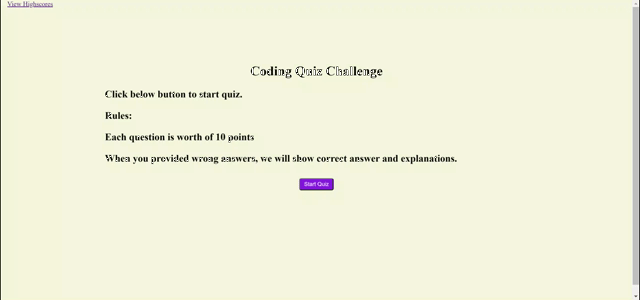 View Highscores
Coding Quiz Challenge
Click below button to start quiz.
Rules:
Each question is worth of 10 points
When you provided wrong answers, we will show correct answer and explanations.
Start Quiz